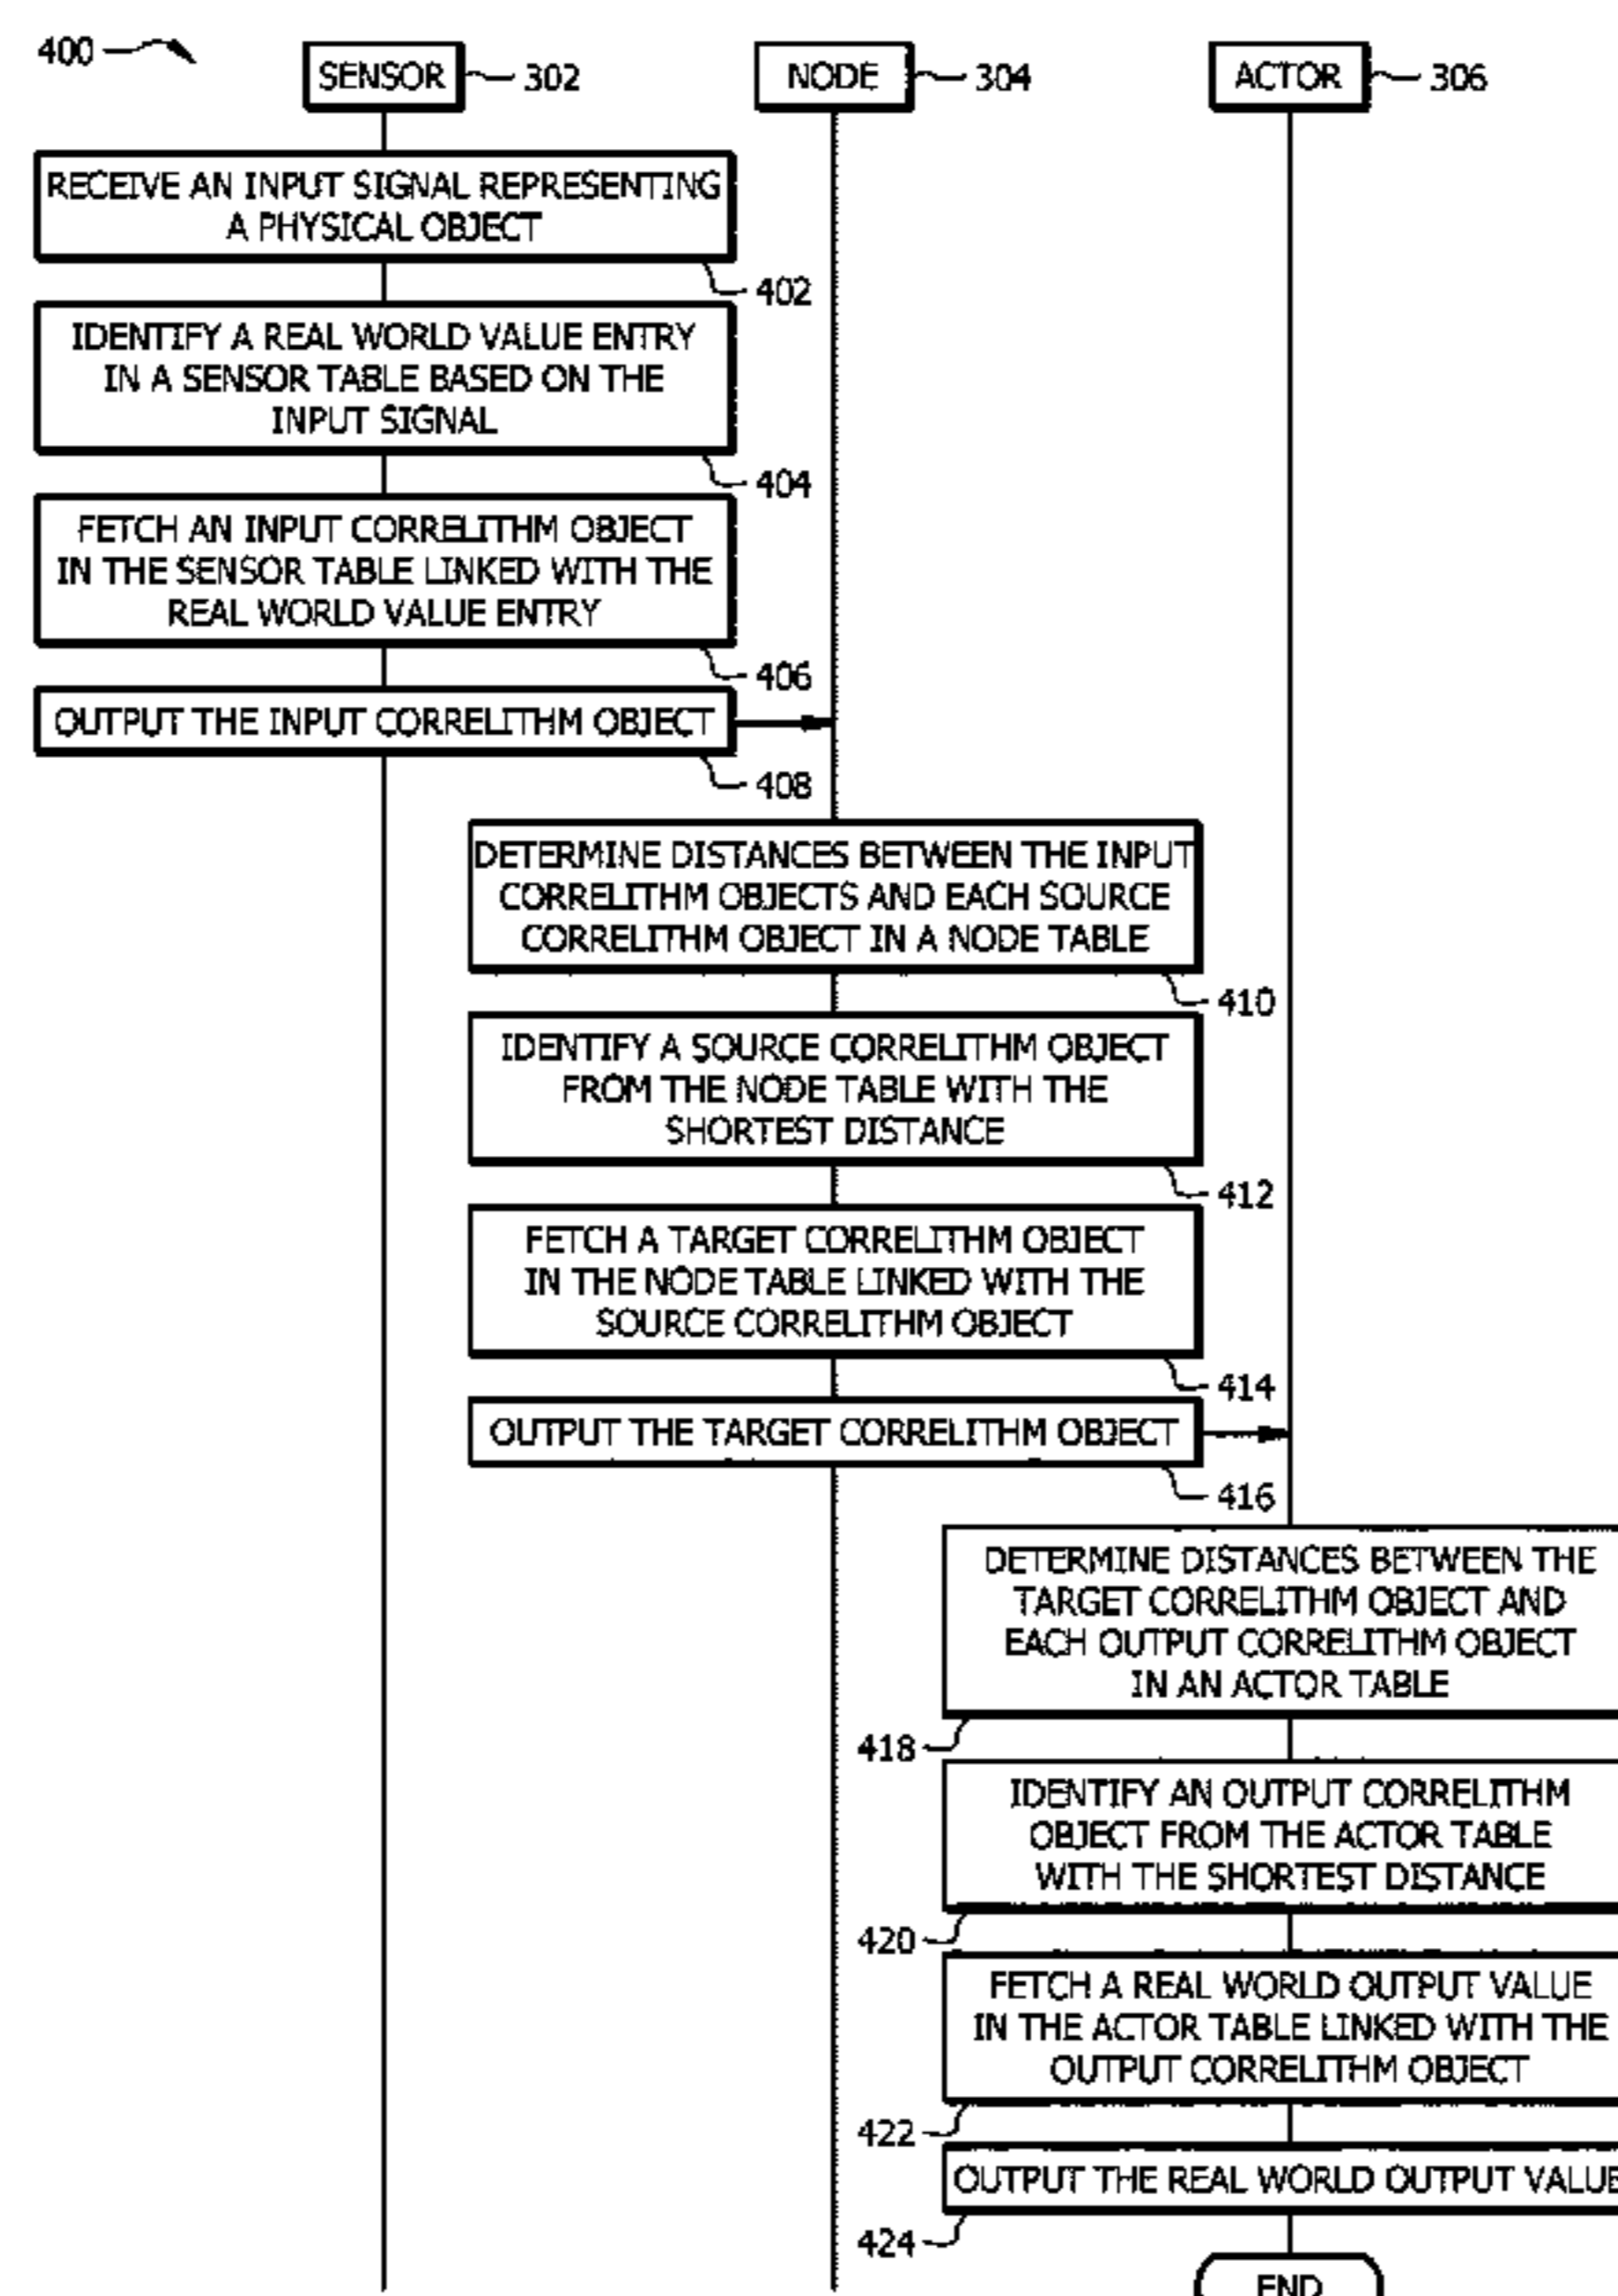 400
SENSOR
302
NODE
304
ACTOR
306
RECEIVE AN INPUT SIGNAL REPRESENTING
A PHYSICAL OBJECT
402
IDENTIFY A REAL WORLD VALUE ENTRY
IN A SENSOR TABLE BASED ON THE
INPUT SIGNAL
404
FETCH AN INPUT CORRELITHM OBJECT
IN THE SENSOR TABLE LINKED WITH THE
REAL WORLD VALUE ENTRY
406
OUTPUT THE INPUT CORRELITHM OBJECT
408
DETERMINE DISTANCES BETWEEN THE INPUT
CORRELITHM OBJECTS AND EACH SOURCE
CORRELITHM OBJECT IN A NODE TABLE
410
IDENTIFY A SOURCE CORRELITHM OBJECT
FROM THE NODE TABLE WITH THE
SHORTEST DISTANCE
412
FETCH A TARGET CORRELITHM OBJECT
IN THE NODE TABLE LINKED WITH THE
SOURCE CORRELITHM OBJECT
414
OUTPUT THE TARGET CORRELITHM OBJECT
416
DETERMINE DISTANCES BETWEEN THE
TARGET CORRELITHM OBJECT AND
EACH OUTPUT CORRELITHM OBJECT
IN AN ACTOR TABLE
418
IDENTIFY AN OUTPUT CORRELITHM
OBJECT FROM THE ACTOR TABLE
WITH THE SHORTEST DISTANCE
420
FETCH A REAL WORLD OUTPUT VALUE
IN THE ACTOR TABLE LINKED WITH THE
OUTPUT CORRELITHM OBJECT
422
OUTPUT THE REAL WORLD OUTPUT VALUE
424
END